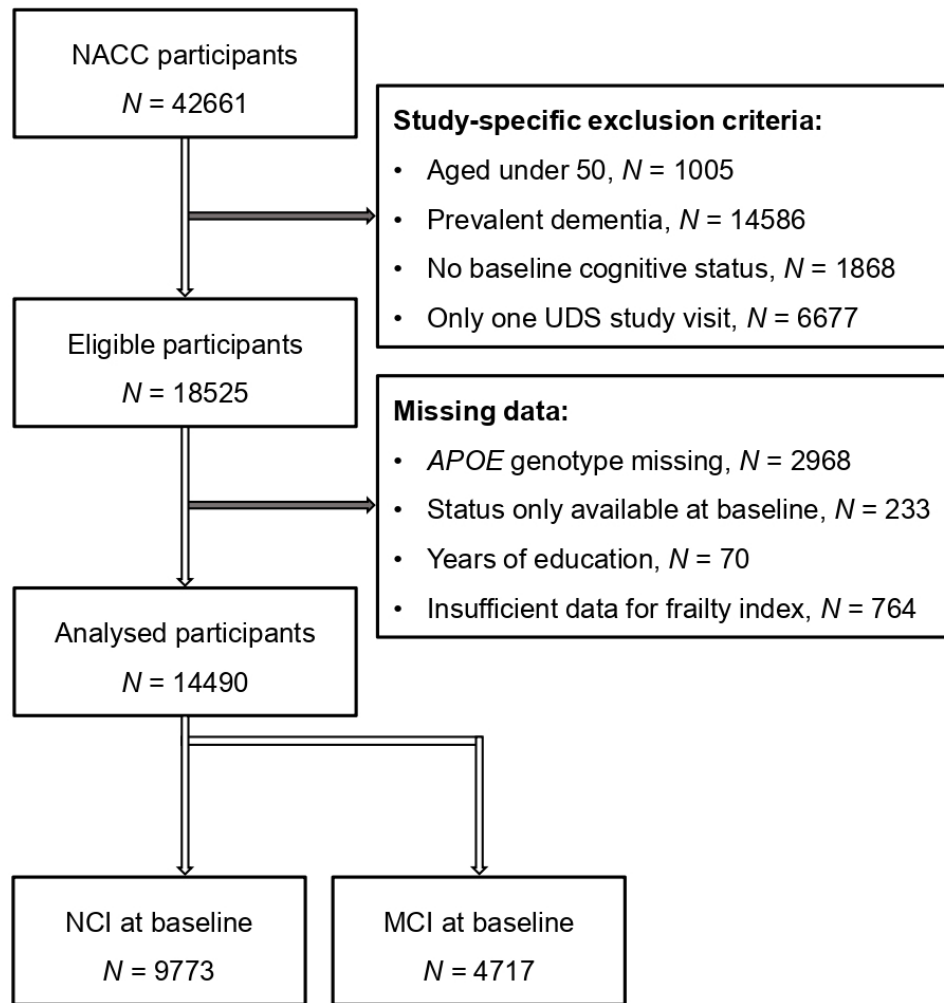 NACC participants
N = 42661
Study-specific exclusion criteria:
• Aged under 50, N = 1005
• Prevalent dementia, N = 14586
• No baseline cognitive status, N = 1868
• Only one UDS study visit, N = 6677
Eligible participants
N = 18525
Missing data:
• APOE genotype missing, N = 2968
• Status only available at baseline, N = 233
• Years of education, N = 70
• Insufficient data for frailty index, N = 764
Analysed participants
N = 14490
NCI at baseline
N = 9773
MCI at baseline
N = 4717